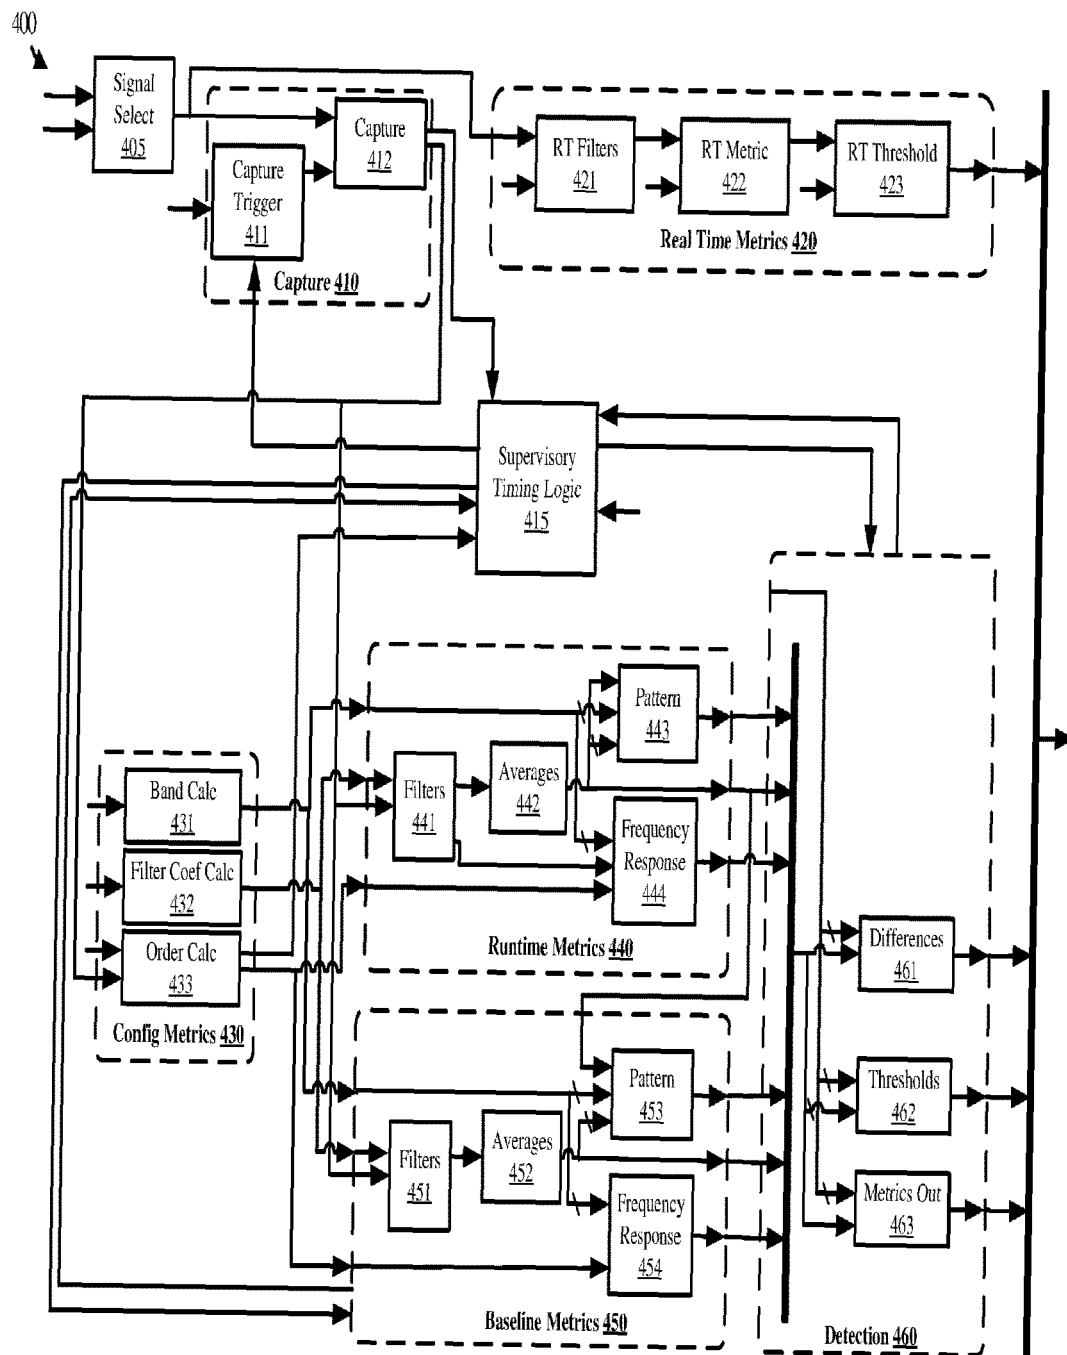 400
Signal
Select
405
Capture
412
Capture
Trigger
411
Capture 410
RT Filters
421
RT Metric
422
RT Threshold
423
Real Time Metrics 420
Supervisory
Timing Logic
415
Pattern
443
Averages
442
Filters
441
Frequency
Response
444
Runtime Metrics 440
Band Calc
431
Filter Coef Calc
432
Order Calc
433
Config Metrics 430
Differences
461
Pattern
453
Thresholds
462
Averages
452
Filters
451
Metrics Out
463
Frequency
Response
454
Baseline Metrics 450
Detection 460